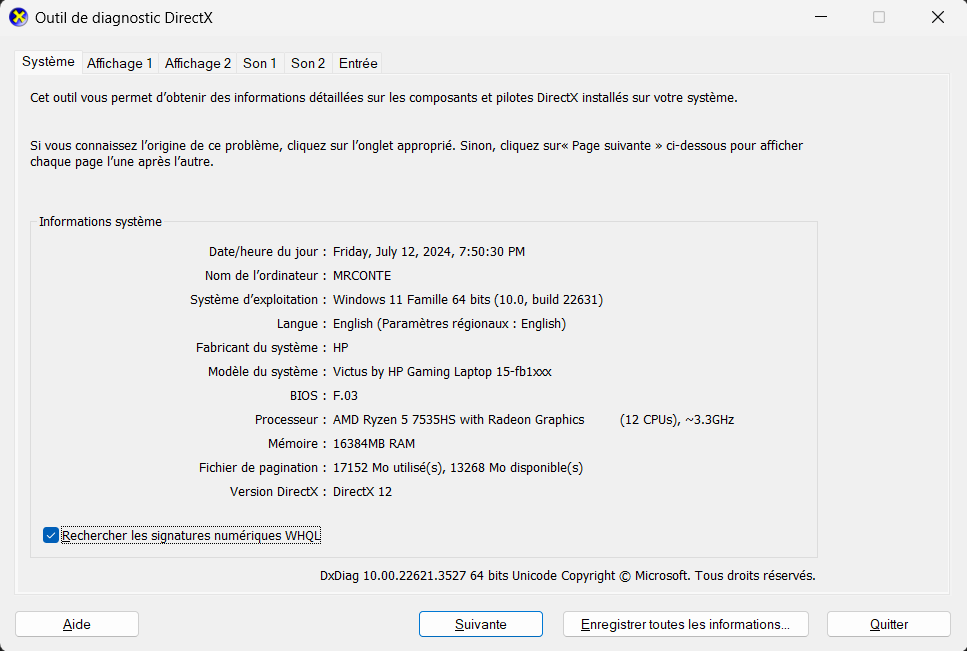 Outil de diagnostic DirectX
Système Affichage 1 Affichage 2 Son 1 Son 2 Entrée
Cet outil vous permet d'obtenir des informations détaillées sur les composants et pilotes DirectX installés sur votre système.
Si vous connaissez l'origine de ce problème, cliquez sur l'onglet approprié. Sinon, cliquez sur« Page suivante » ci-dessous pour afficher
chaque page l'une après l'autre.
Informations système
Date/heure du jour : Friday, July 12, 2024, 7:50:30 PM
Nom de l'ordinateur : MRCONTE
Système d'exploitation : Windows 11 Famille 64 bits (10.0, build 22631)
Langue : English (Paramètres régionaux : English)
Fabricant du système : HP
Modèle du système : Victus by HP Gaming Laptop 15-fb1xxx
BIOS : F.03
Processeur : AMD Ryzen 5 7535HS with Radeon Graphics (12 CPUs), ~3.3GHz
Mémoire : 16384MB RAM
Fichier de pagination : 17152 Mo utilisé(s), 13268 Mo disponible(s)
Version DirectX : DirectX 12
Rechercher les signatures numériques WHQL
DxDiag 10.00.22621.3527 64 bits Unicode Copyright © Microsoft. Tous droits réservés.
Aide Suivante Enregistrer toutes les informations... Quitter